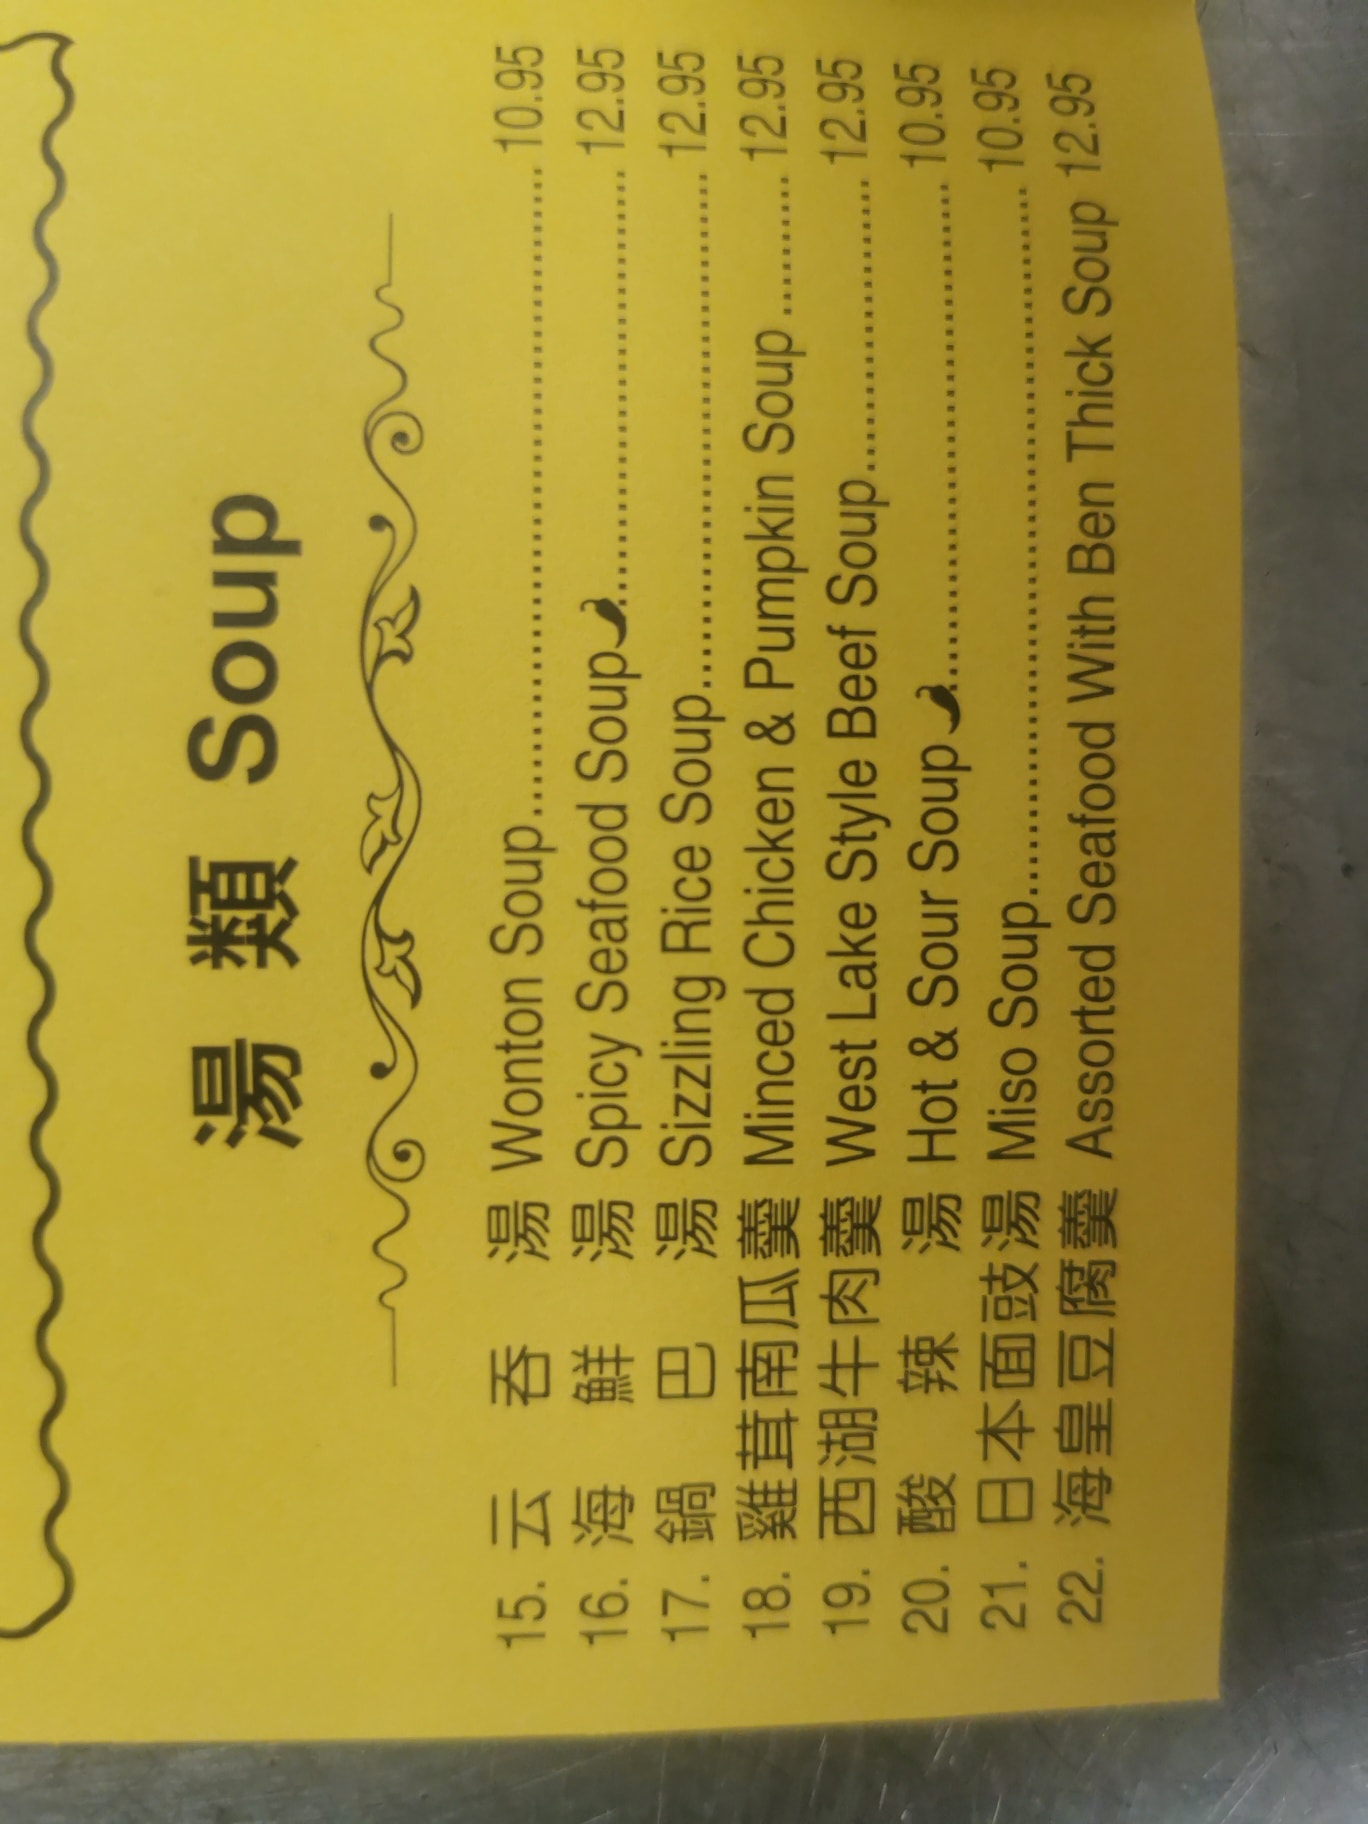 湯 類 Soup
15. 云 吞 湯 Wonton Soup 10.95
16. 海 鮮 湯 Spicy Seafood Soup 12.95
17. 鍋 巴 湯 Sizzling Rice Soup 12.95
18. 雞茸南瓜羹 Minced Chicken & Pumpkin Soup 12.95
19. 西湖牛肉羹 West Lake Style Beef Soup 12.95
20. 酸 辣 湯 Hot & Sour Soup 10.95
21. 日本面豉湯 Miso Soup 10.95
22. 海皇豆腐羹 Assorted Seafood With Ben Thick Soup 12.95